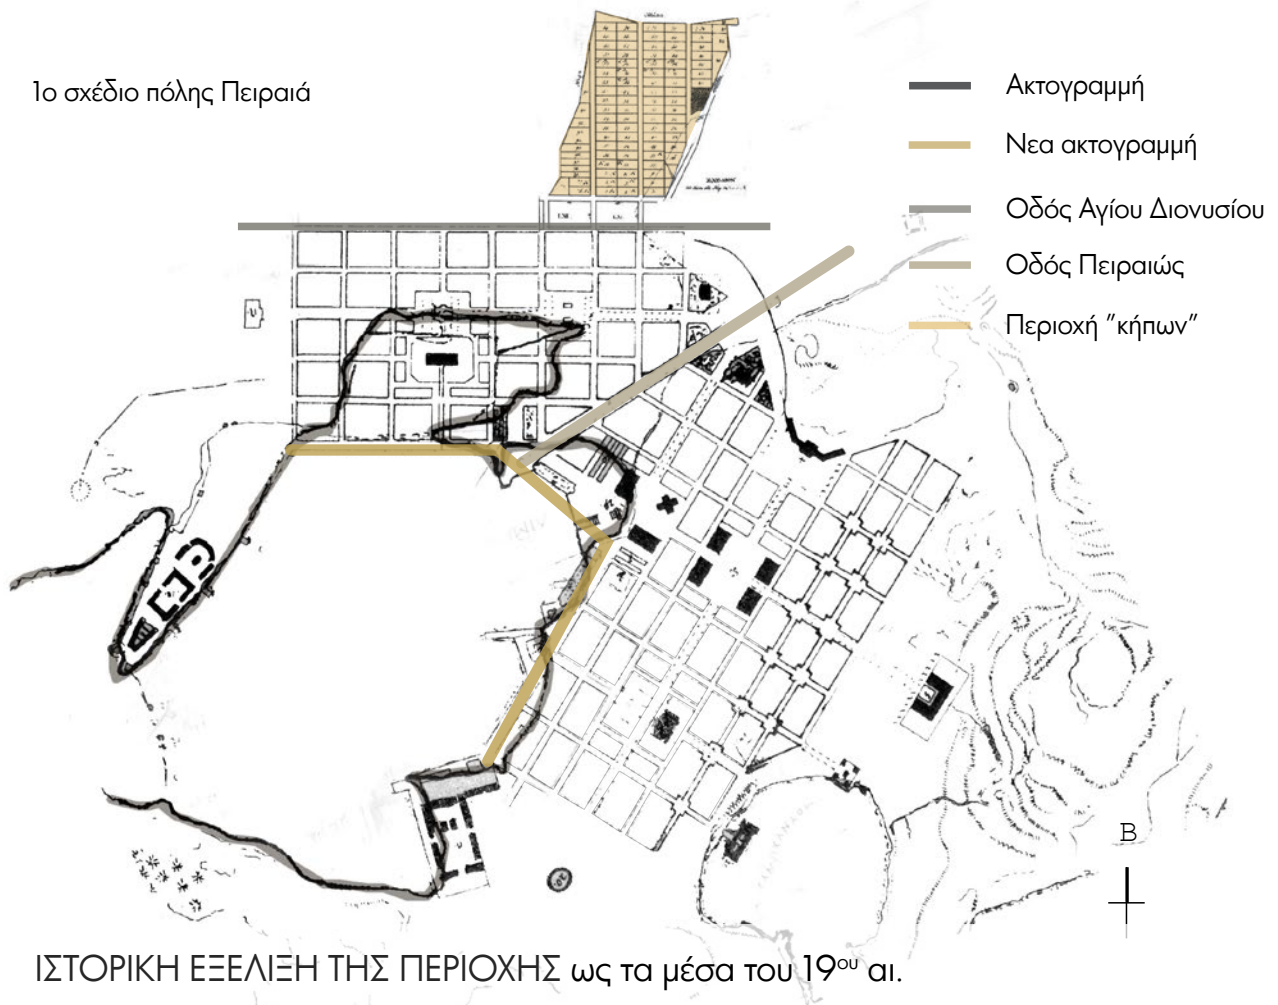 1ο σχέδιο πόλης Πειραιά
Ακτογραμμή
Νεα ακτογραμμή
Οδός Αγίου Διονυσίου
Οδός Πειραιώς
Περιοχή "κήπων"
Β
ΙΣΤΟΡΙΚΗ ΕΞΕΛΙΞΗ ΤΗΣ ΠΕΡΙΟΧΗΣ ως τα μέσα του 19ου αι.